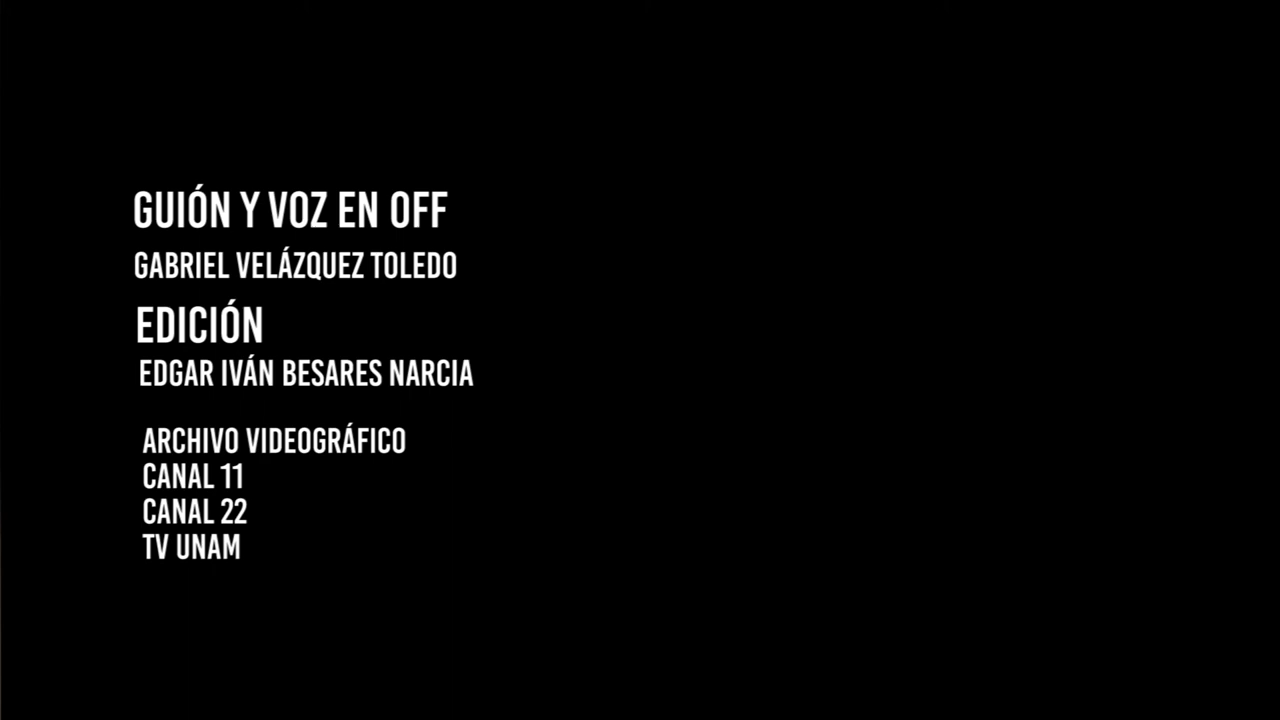 GUIÓN Y VOZ EN OFF
GABRIEL VELÁZQUEZ TOLEDO
EDICIÓN
EDGAR IVÁN BESARES NARCIA
ARCHIVO VIDEOGRÁFICO
CANAL 11
CANAL 22
TV UNAM